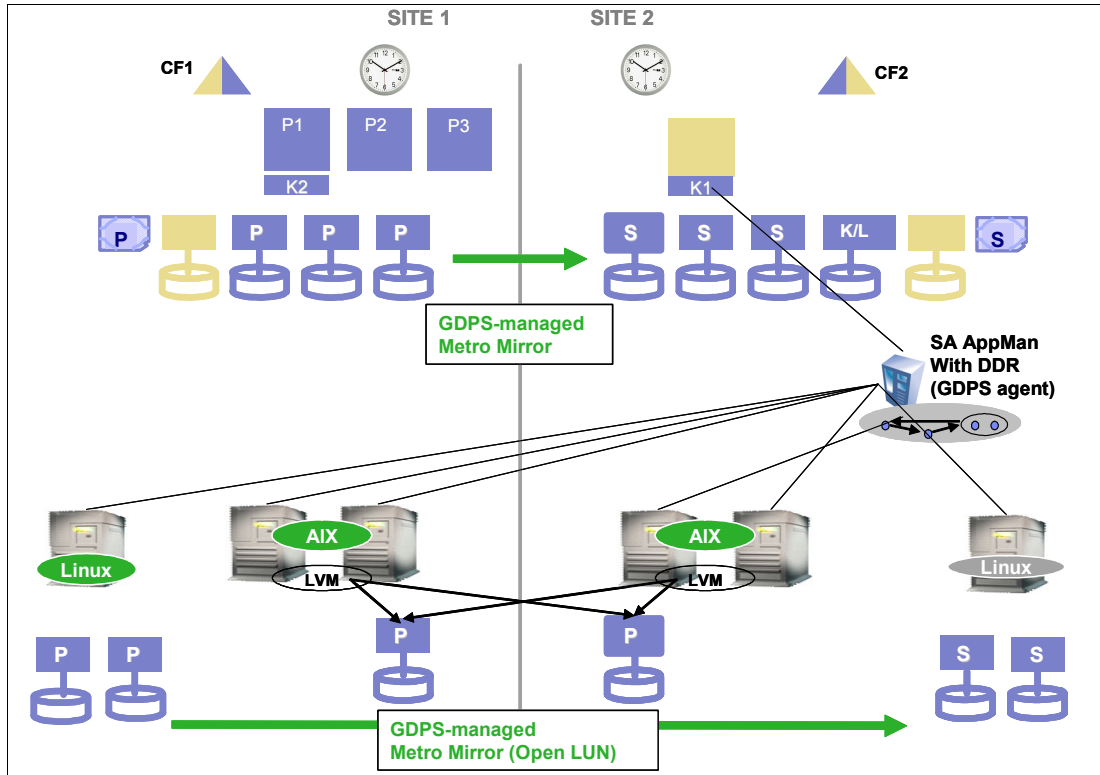 SITE 1
SITE 2
CF1
CF2
P1
P2
P3
K2
K1
P
P
P
P
S
S
S
K/L
S
GDPS-managed
Metro Mirror
SA AppMan
With DDR
(GDPS agent)
Linux
AIX
LVM
AIX
LVM
Linux
P
P
P
P
S
S
GDPS-managed
Metro Mirror (Open LUN)